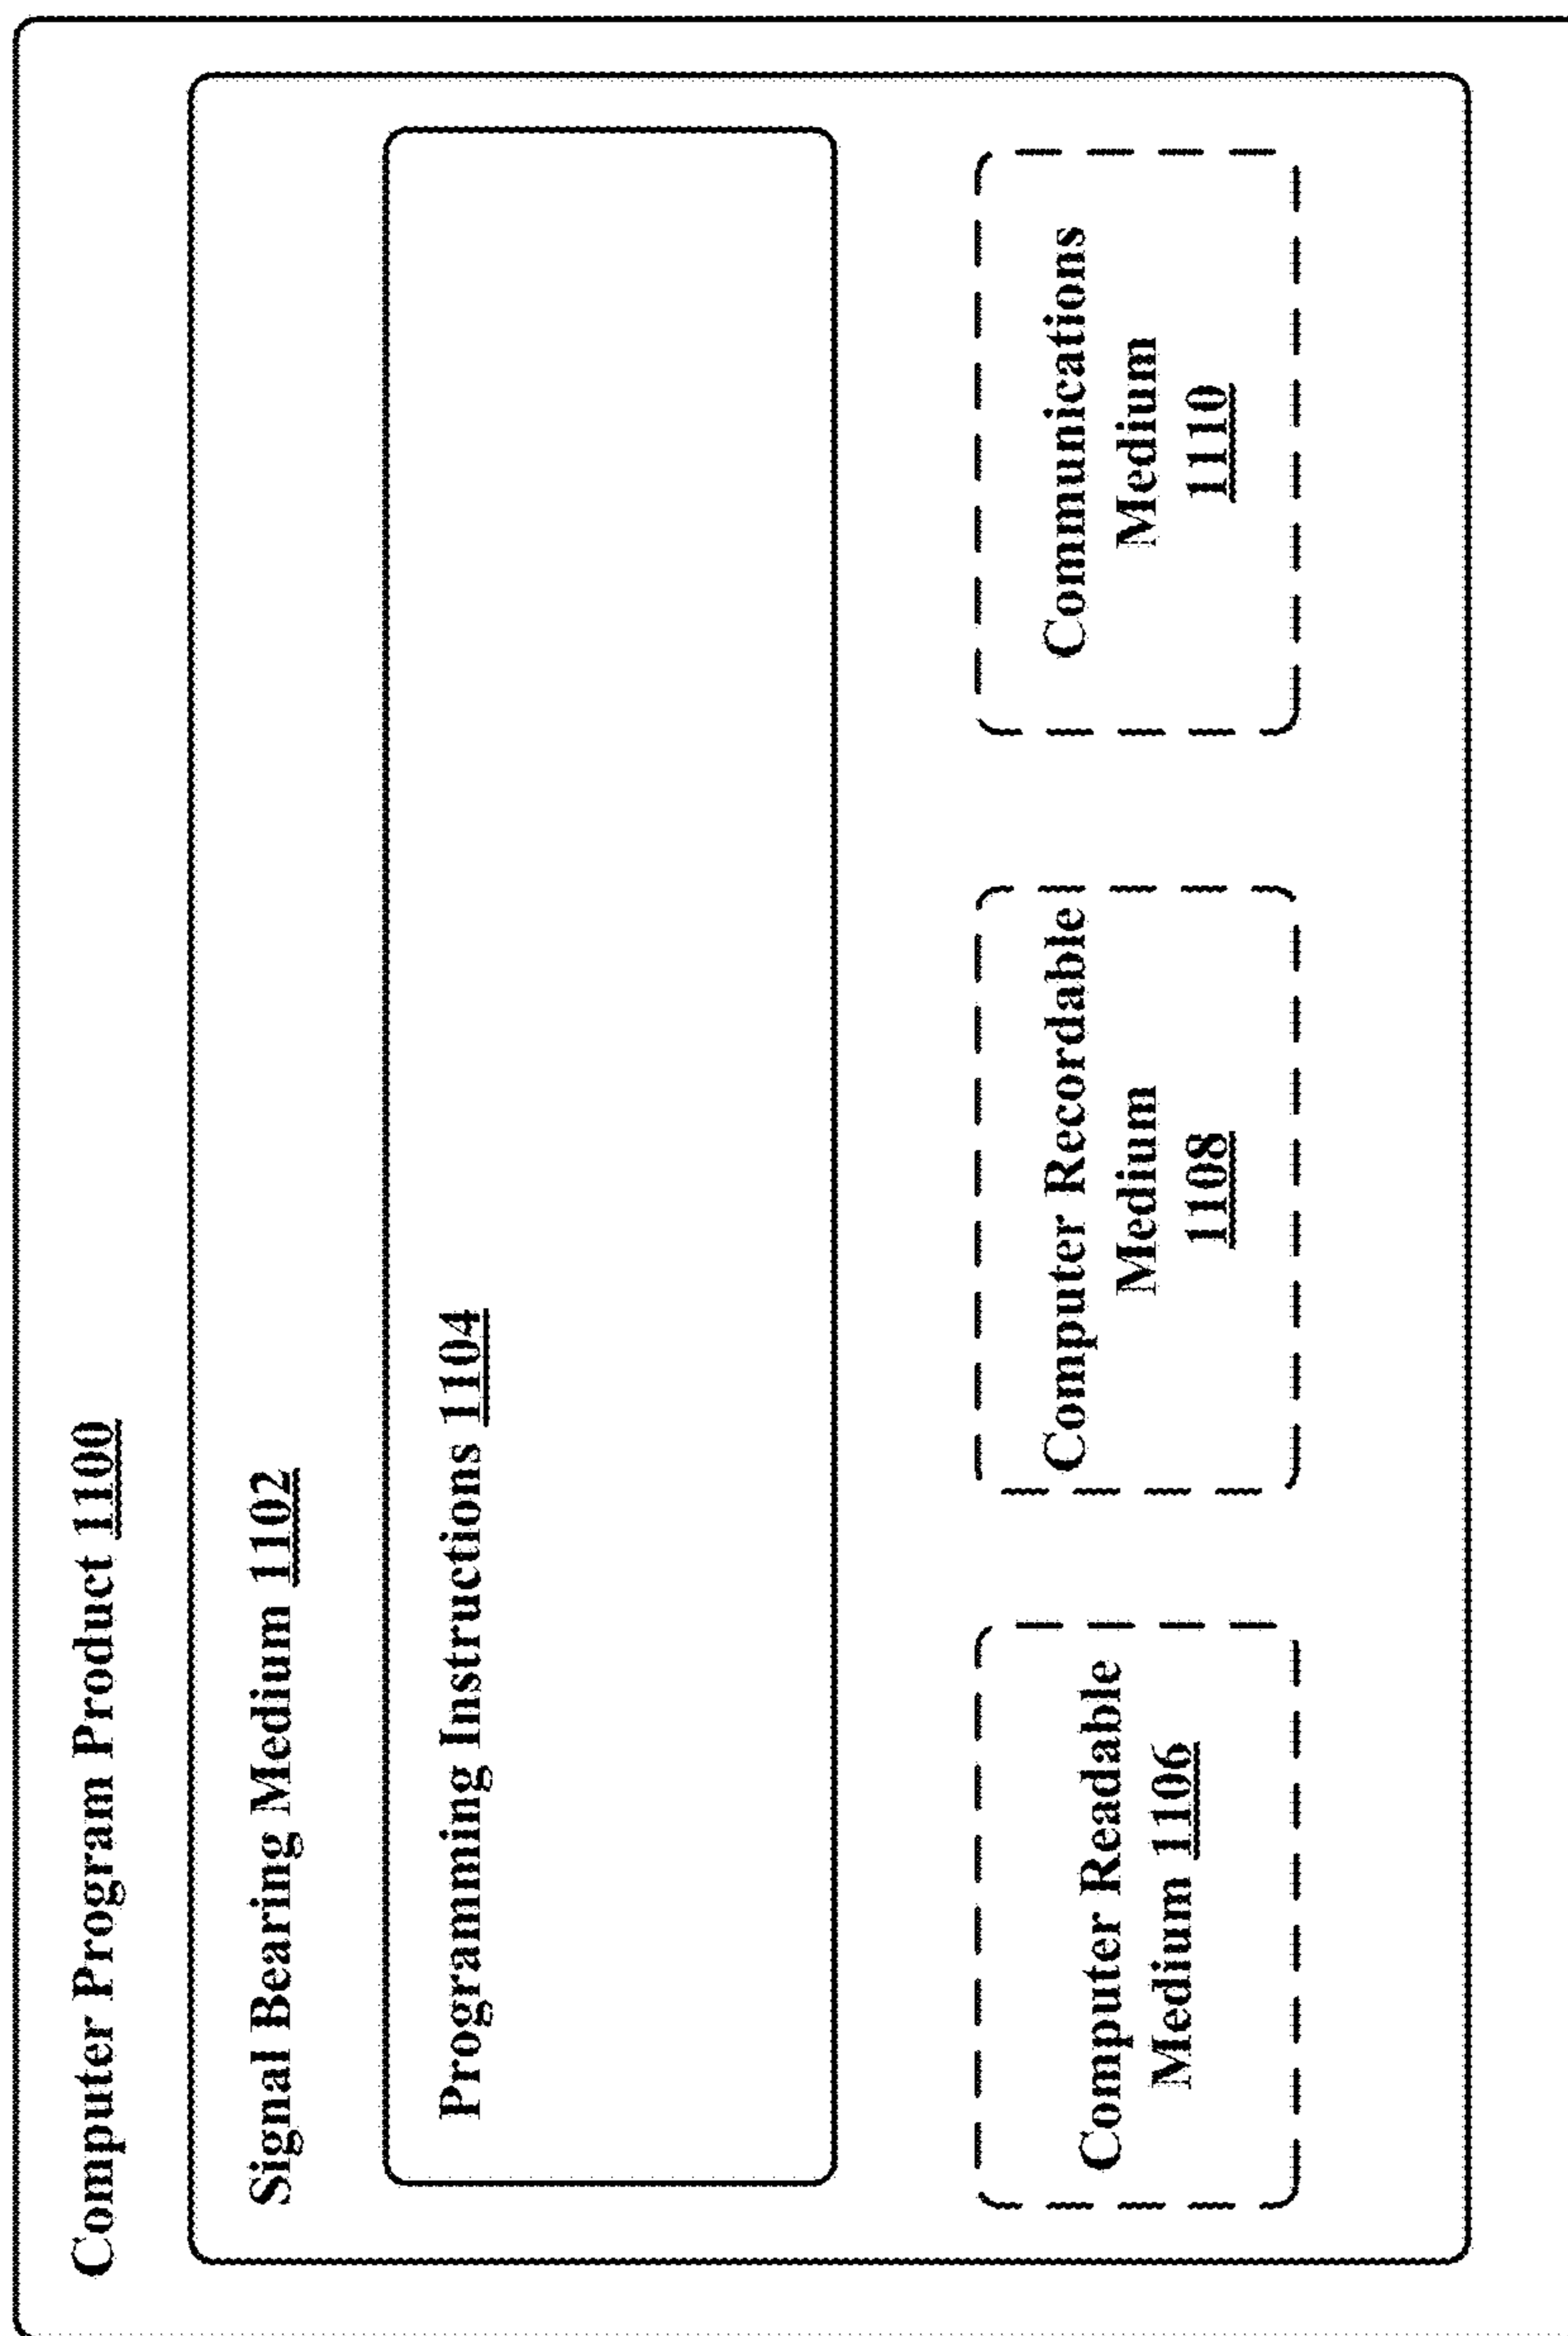 Computer Program Product 1100
Signal Bearing Medium 1102
Programming Instructions 1104
Computer Readable
Medium 1106
Computer Recordable
Medium
1108
Communications
Medium
1110